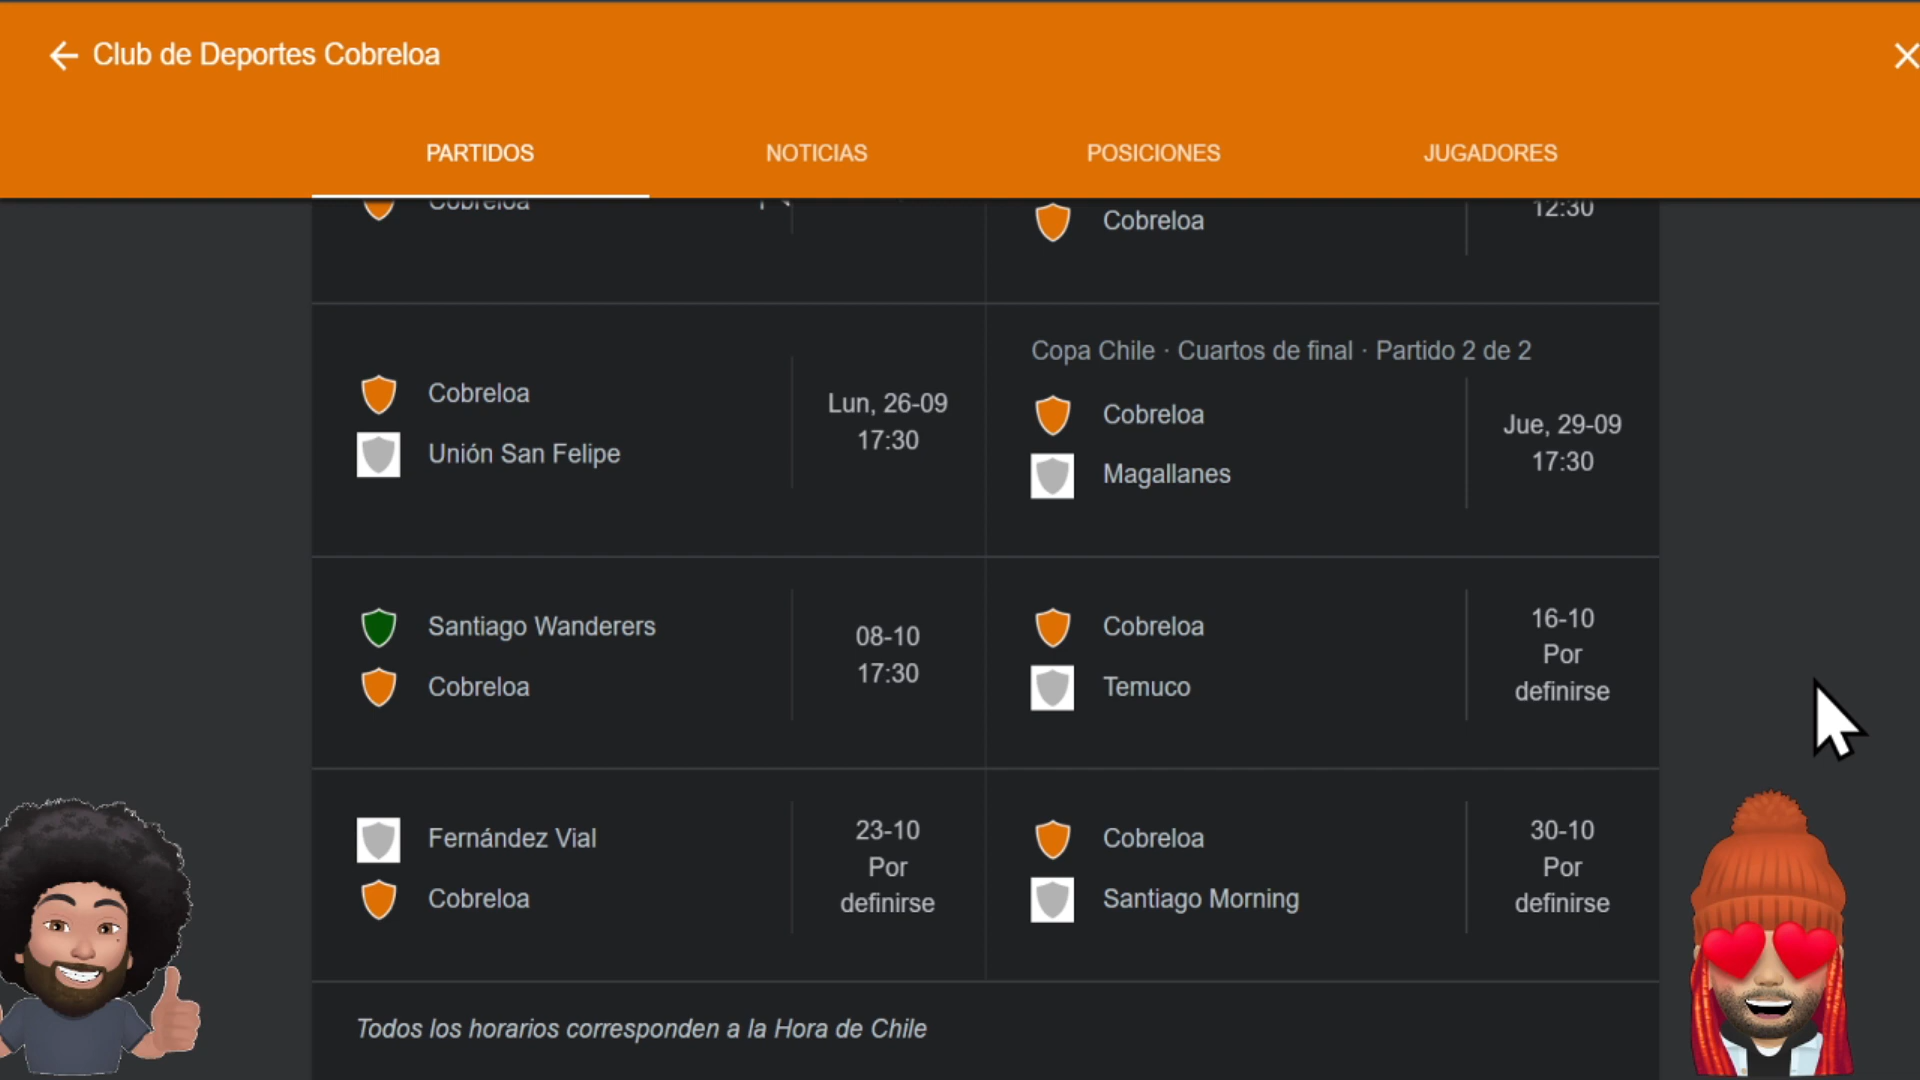 Club de Deportes Cobreloa
PARTIDOS
NOTICIAS
POSICIONES
JUGADORES
Cobreloa
Cobreloa
12:30
Cobreloa
Unión San Felipe
Lun, 26-09
17:30
Copa Chile · Cuartos de final · Partido 2 de 2
Cobreloa
Magallanes
Jue, 29-09
17:30
Santiago Wanderers
Cobreloa
08-10
17:30
Cobreloa
Temuco
16-10
Por
definirse
Fernández Vial
Cobreloa
23-10
Por
definirse
Cobreloa
Santiago Morning
30-10
Por
definirse
Todos los horarios corresponden a la Hora de Chile